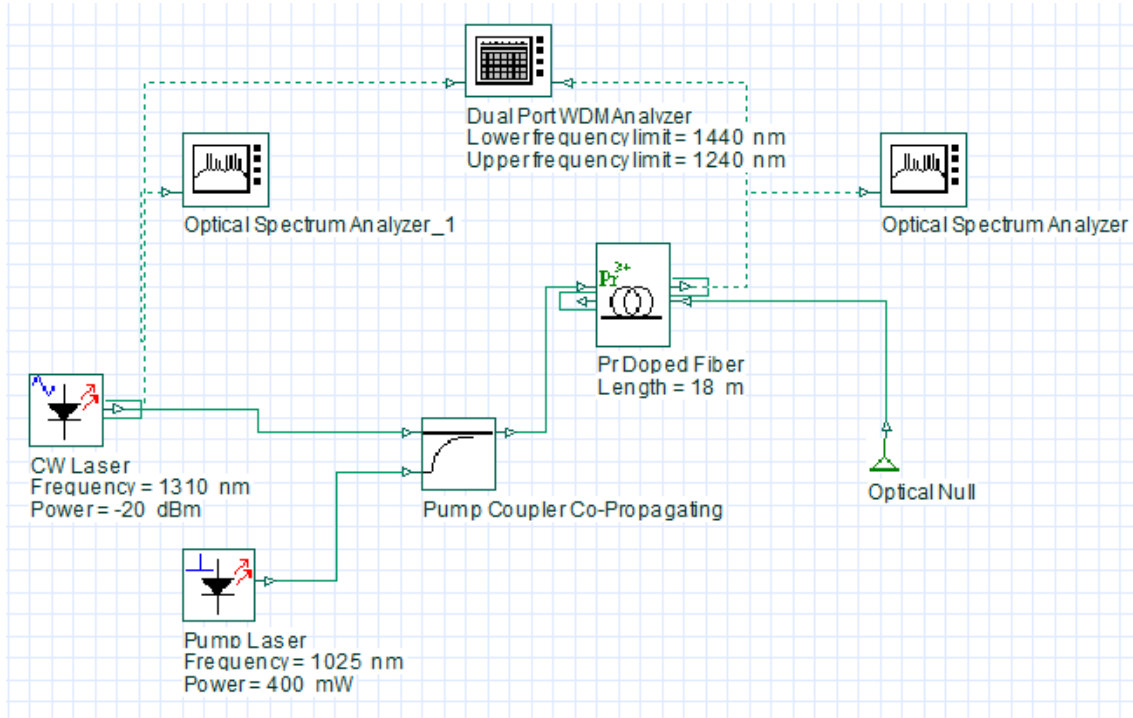 Dual Port WDM Analyzer
Lower frequency limit = 1440 nm
Upper frequency limit = 1240 nm
Optical Spectrum Analyzer_1
Optical Spectrum Analyzer
Pr3+
Pr Doped Fiber
Length = 18 m
CW Laser
Frequency = 1310 nm
Power = -20 dBm
Pump Coupler Co-Propagating
Optical Null
Pump Laser
Frequency = 1025 nm
Power = 400 mW